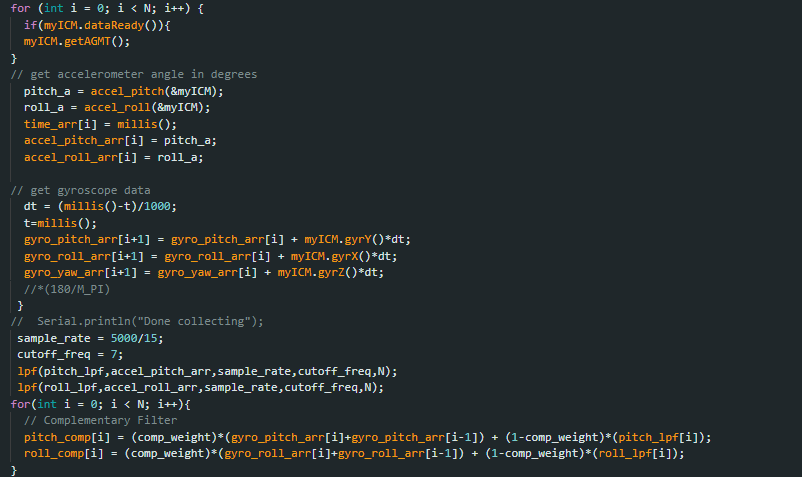 for (int i = 0; i < N; i++) {
if(myICM.dataReady()){
myICM.getAGMT();
}
// get accelerometer angle in degrees
pitch_a = accel_pitch(&myICM);
roll_a = accel_roll(&myICM);
time_arr[i] = millis();
accel_pitch_arr[i] = pitch_a;
accel_roll_arr[i] = roll_a;
// get gyroscope data
dt = (millis()-t)/1000;
t=millis();
gyro_pitch_arr[i+1] = gyro_pitch_arr[i] + myICM.gyrY()*dt;
gyro_roll_arr[i+1] = gyro_roll_arr[i] + myICM.gyrX()*dt;
gyro_yaw_arr[i+1] = gyro_yaw_arr[i] + myICM.gyrZ()*dt;
//*(180/M_PI)
}
//  Serial.println("Done collecting");
sample_rate = 5000/15;
cutoff_freq = 7;
lpf(pitch_lpf,accel_pitch_arr,sample_rate,cutoff_freq,N);
lpf(roll_lpf,accel_roll_arr,sample_rate,cutoff_freq,N);
for(int i = 0; i < N; i++){
// Complementary Filter
pitch_comp[i] = (comp_weight)*(gyro_pitch_arr[i]+gyro_pitch_arr[i-1]) + (1-comp_weight)*(pitch_lpf[i]);
roll_comp[i] = (comp_weight)*(gyro_roll_arr[i]+gyro_roll_arr[i-1]) + (1-comp_weight)*(roll_lpf[i]);
}